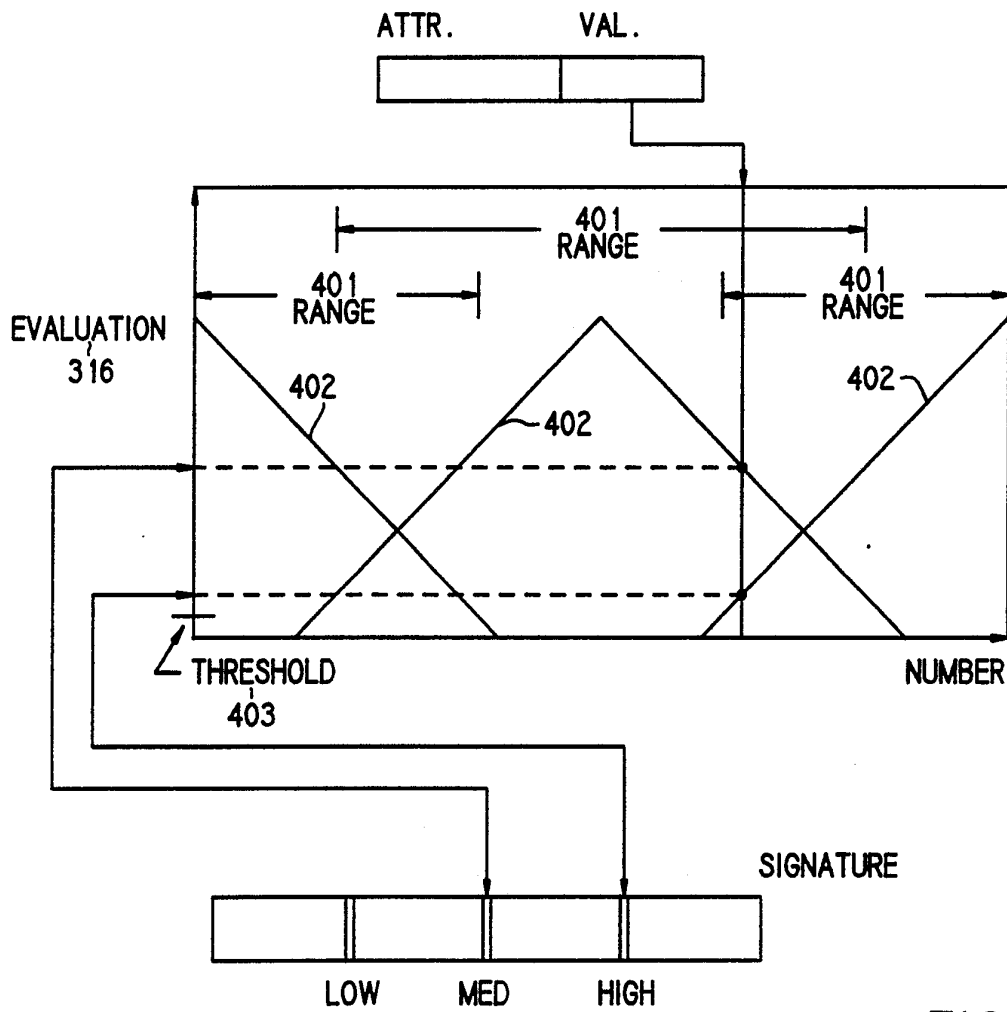 ATTR. VAL.
401
RANGE
401
RANGE
401
RANGE
EVALUATION
316
402
402
402
THRESHOLD
403
NUMBER
SIGNATURE
LOW MED HIGH